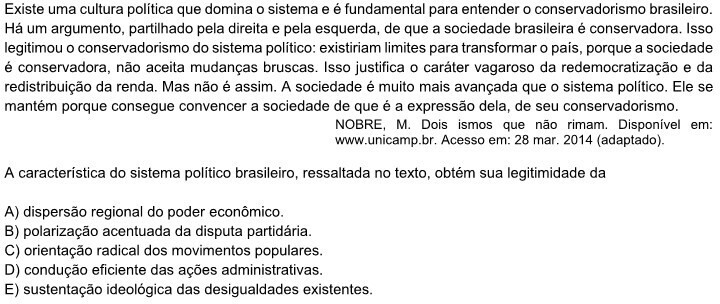 Existe uma cultura política que domina o sistema e é fundamental para entender o conservadorismo brasileiro.
Há um argumento, partilhado pela direita e pela esquerda, de que a sociedade brasileira é conservadora. Isso
legitimou o conservadorismo do sistema político: existiriam limites para transformar o país, porque a sociedade
é conservadora, não aceita mudanças bruscas. Isso justifica o caráter vagaroso da redemocratização e da
redistribuição da renda. Mas não é assim. A sociedade é muito mais avançada que o sistema político. Ele se
mantém porque consegue convencer a sociedade de que é a expressão dela, de seu conservadorismo.
NOBRE, M. Dois ismos que não rimam. Disponível em:
www.unicamp.br. Acesso em: 28 mar. 2014 (adaptado).
A característica do sistema político brasileiro, ressaltada no texto, obtém sua legitimidade da
A) dispersão regional do poder econômico.
B) polarização acentuada da disputa partidária.
C) orientação radical dos movimentos populares.
D) condução eficiente das ações administrativas.
E) sustentação ideológica das desigualdades existentes.